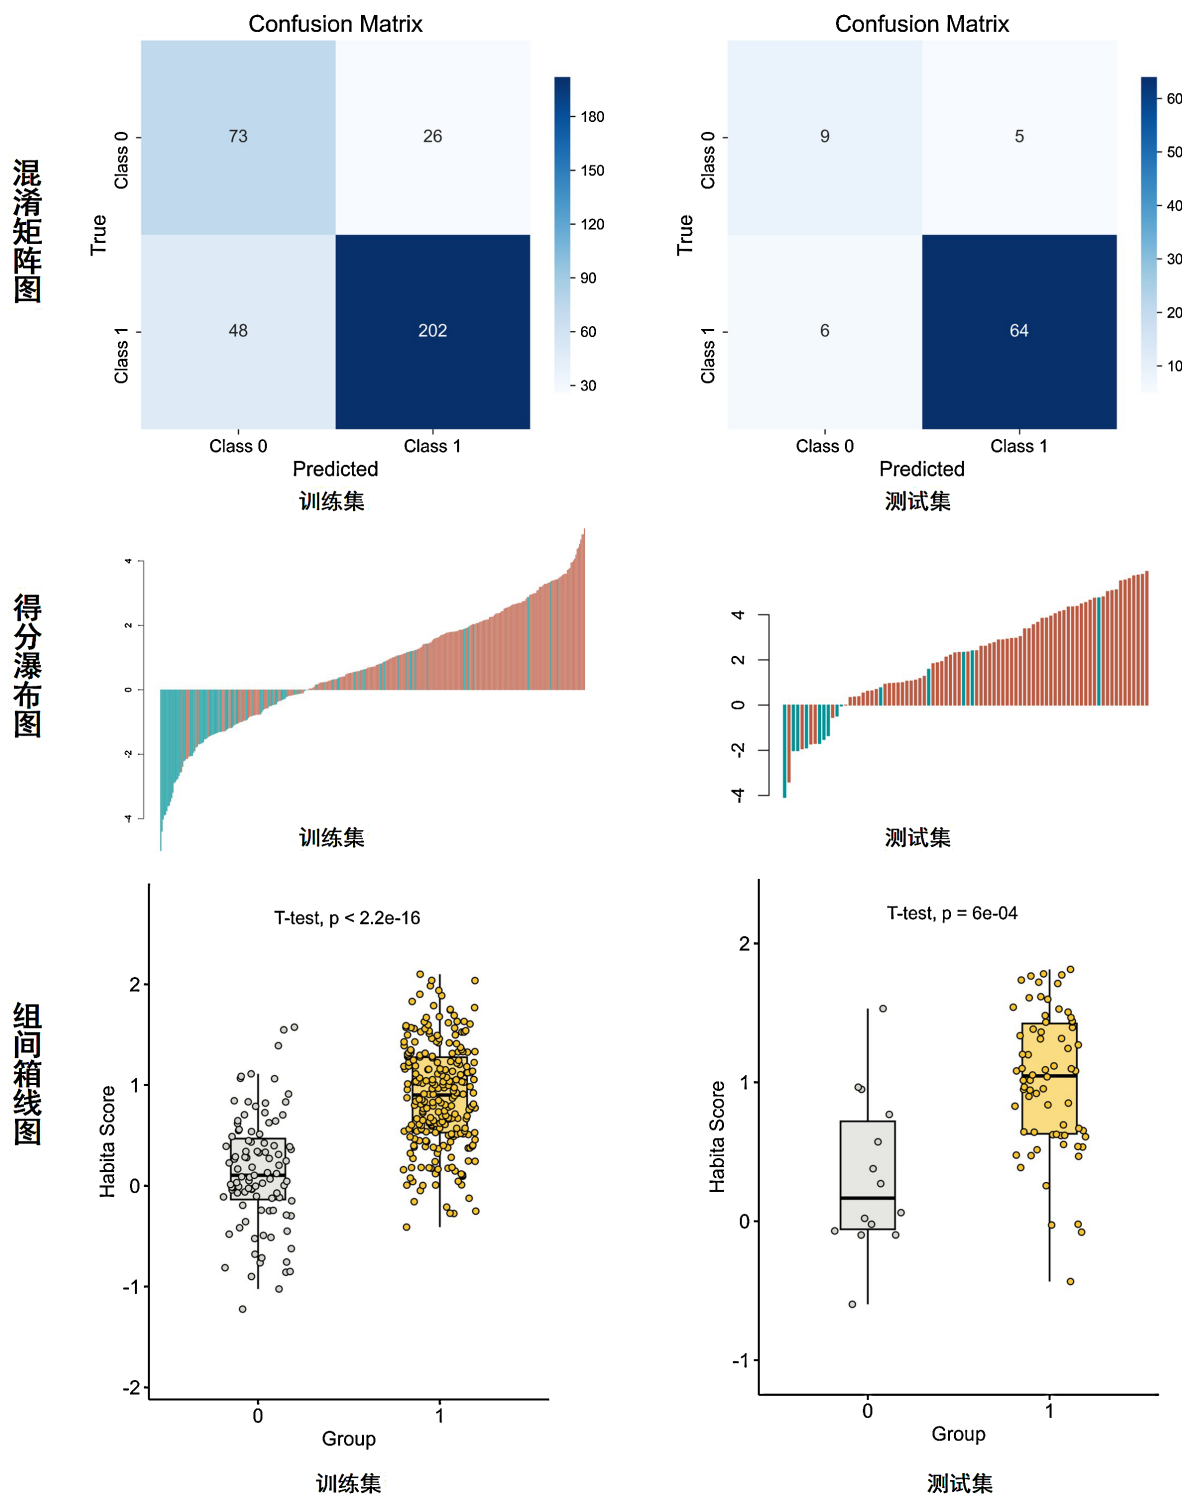 混淆矩阵图
Confusion Matrix
True
Class 0
Class 1
73
26
48
202
180
150
120
90
60
30
Class 0
Class 1
Predicted
训练集
Confusion Matrix
True
Class 0
Class 1
9
5
6
64
60
50
40
30
20
10
Class 0
Class 1
Predicted
测试集
得分瀑布图
4
2
0
-2
-4
训练集
4
2
0
-2
-4
测试集
组间箱线图
T-test, p < 2.2e-16
Habita Score
2
1
0
-1
-2
0
1
Group
训练集
T-test, p = 6e-04
Habita Score
2
1
0
-1
0
1
Group
测试集